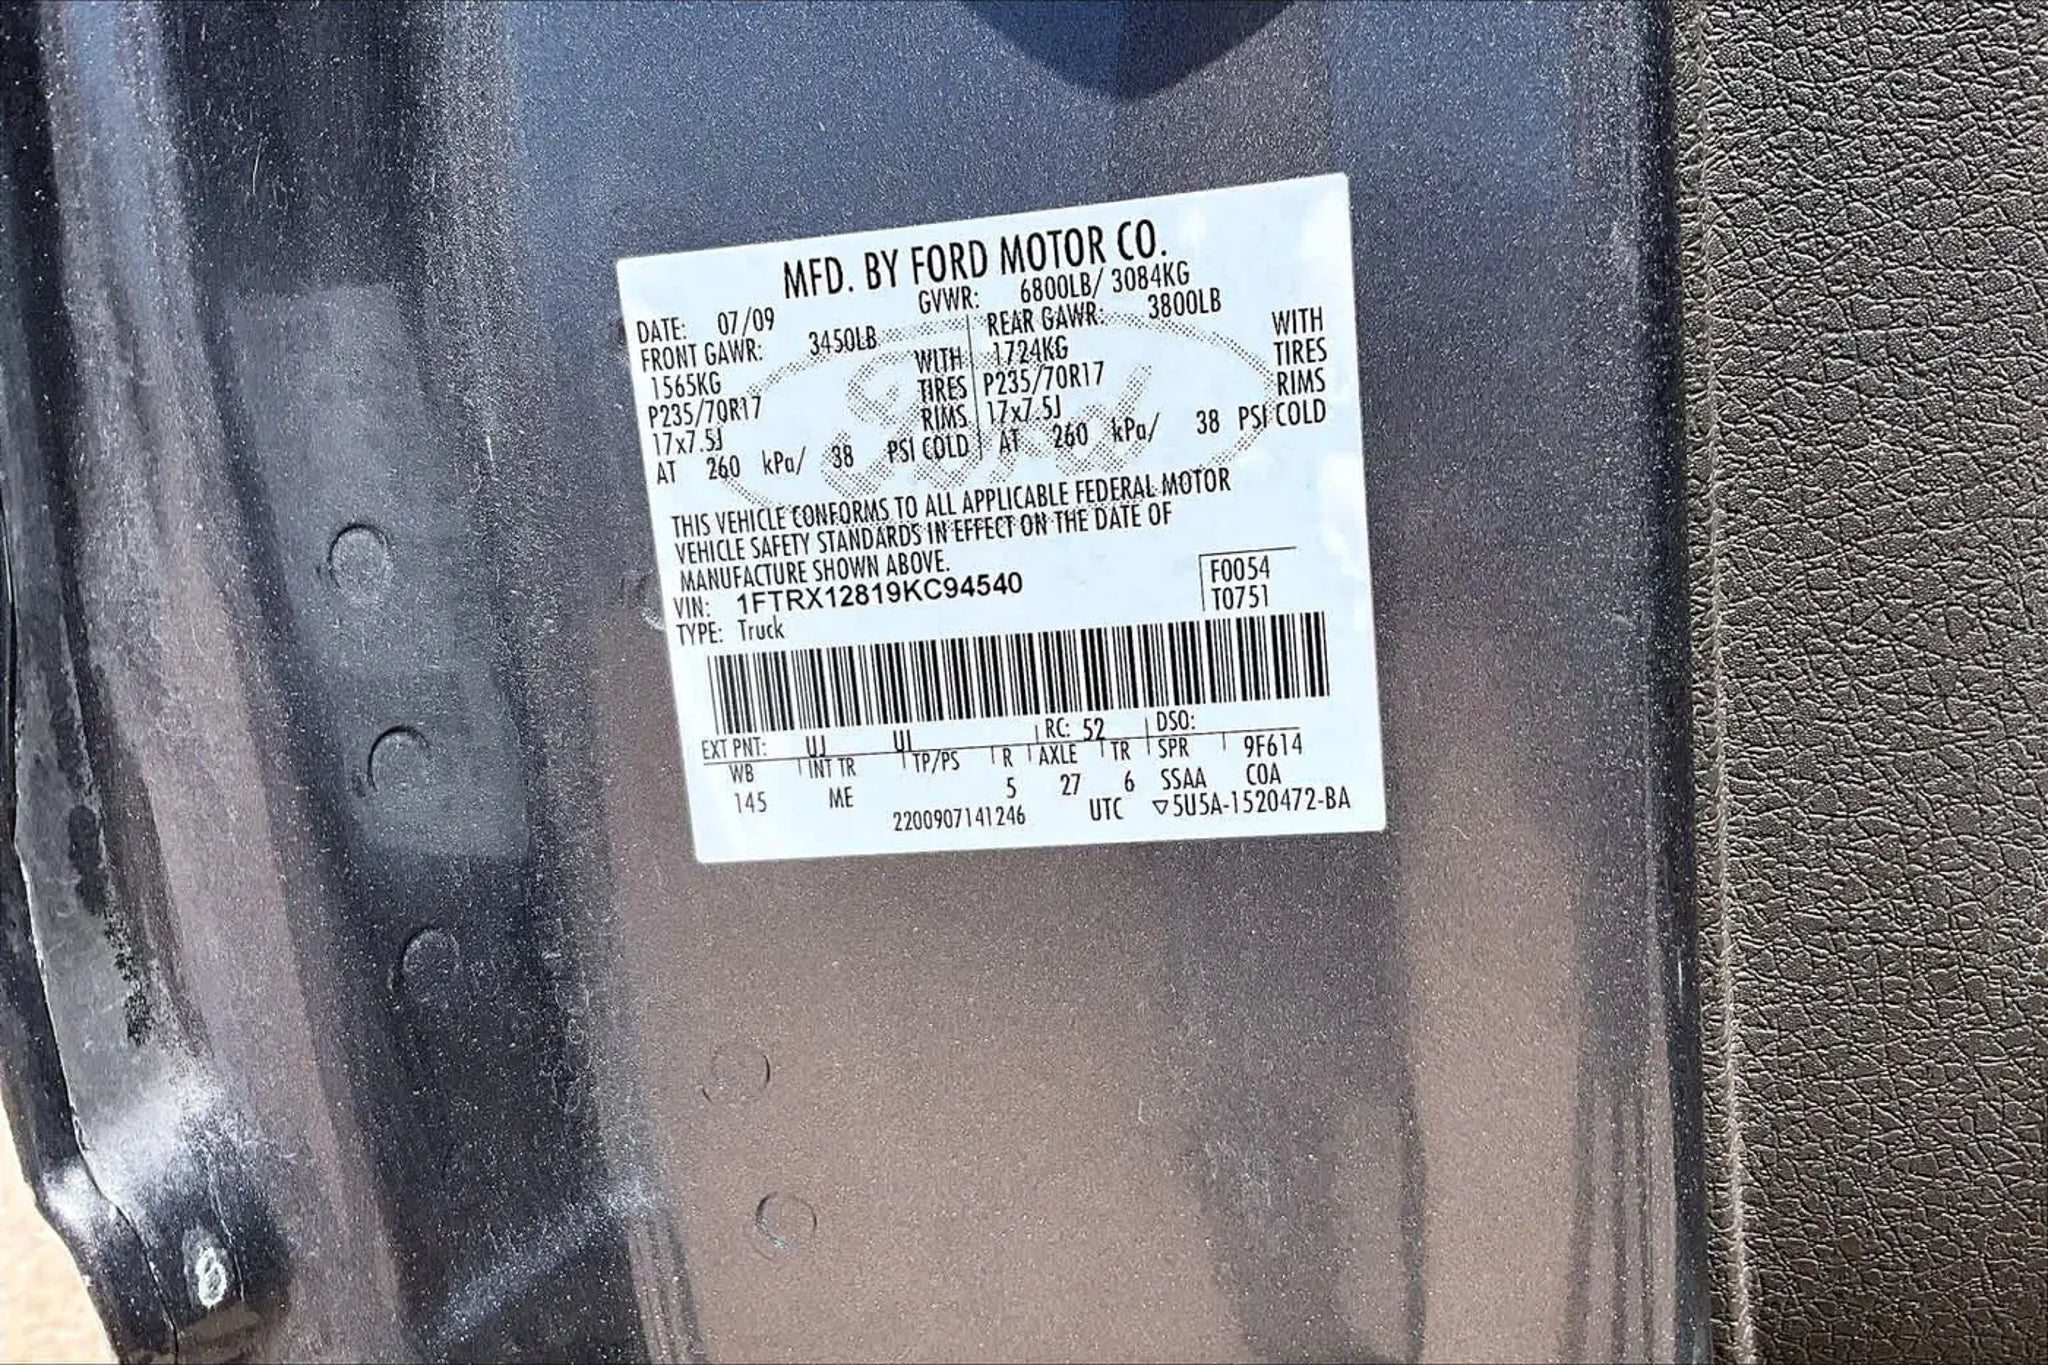 MFD. BY FORD MOTOR CO.
DATE: 07/09 GVWR: 6800LB/ 3084KG
FRONT GAWR: 3450LB REAR GAWR: 3800LB
1565KG WITH 1724KG WITH
P235/70R17 TIRES P235/70R17 TIRES
17x7.5J RIMS 17x7.5J RIMS
AT 260 kPa/ 38 PSI COLD AT 260 kPa/ 38 PSI COLD
Ford
THIS VEHICLE CONFORMS TO ALL APPLICABLE FEDERAL MOTOR
VEHICLE SAFETY STANDARDS IN EFFECT ON THE DATE OF
MANUFACTURE SHOWN ABOVE.
VIN: 1FTRX12819KC94540 F0054
TYPE: Truck T0751
EXT PNT: UJ UJ RC: 52 DSO:
WB INT TR TP/PS R AXLE TR SPR 9F614
145 ME 5 27 6 SSAA COA
2200907141246 UTC ▽5U5A-1520472-BA
8